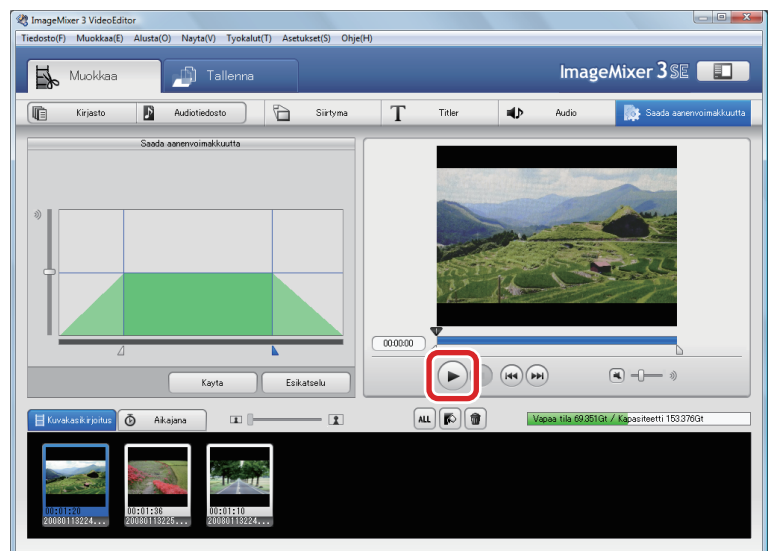 ImageMixer 3 VideoEditor
Tiedosto(F) Muokkaa(E) Alusta(O) Nayta(V) Tyokalut(T) Asetukset(S) Ohje(H)
Muokkaa Tallenna ImageMixer 3 SE
Kirjasto Audiotiedosto Siirtyma T Titler Audio Saada aanenvoimakkuutta
Saada aanenvoimakkuutta
00:00:00
Kayta Esikatselu
Kuvakasikirjoitus Aikajana ALL Vapaa tila 69.351Gt / Kapasiteetti 153.376Gt
00:01:20 00:01:36 00:01:10
20080113224... 20080113225... 20080113224...